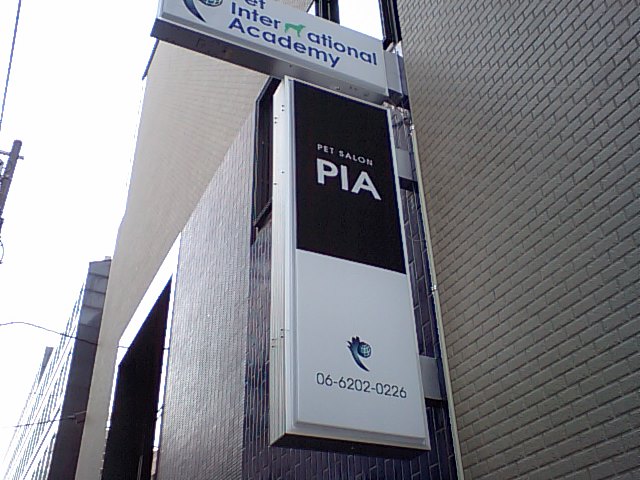 Inter ational
Academy
PET SALON
PIA
06-6202-0226